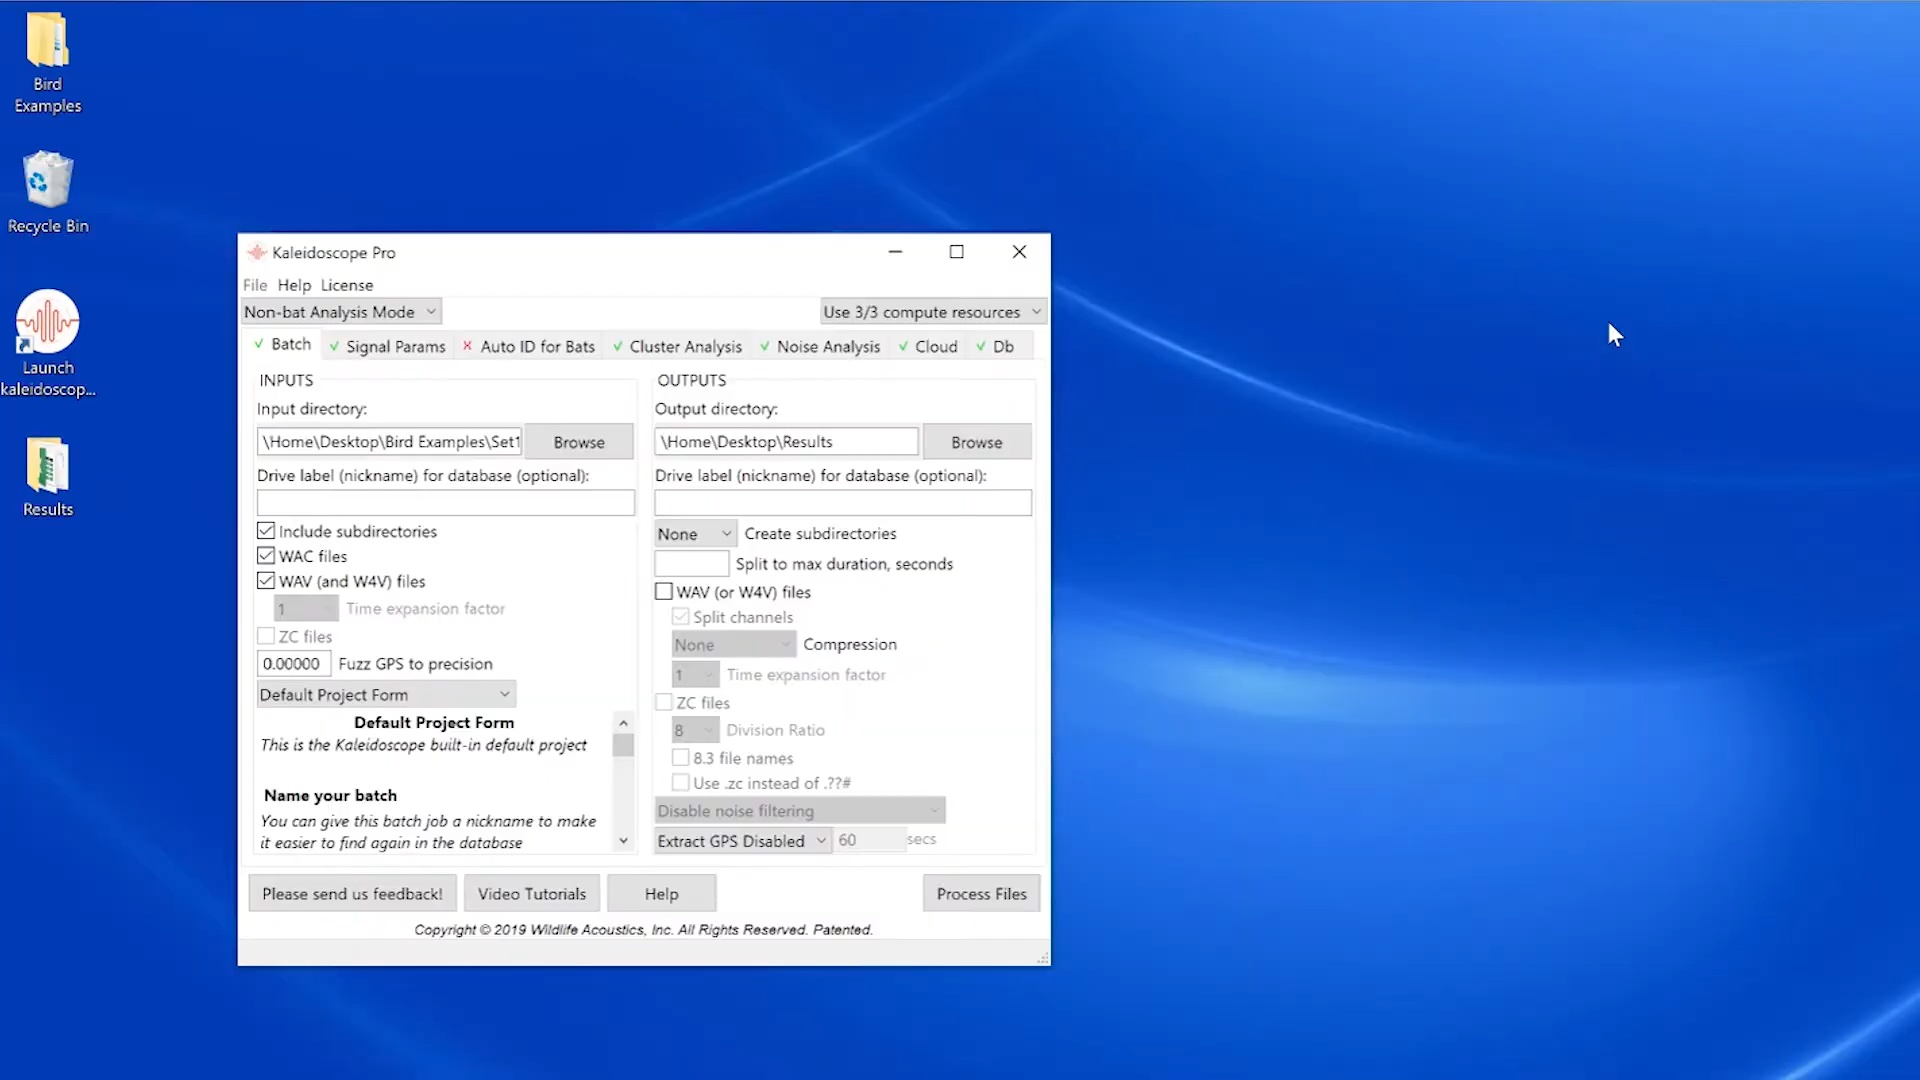 Bird
Examples
Recycle Bin
Launch
kaleidoscop...
Results
Kaleidoscope Pro
File Help License
Non-bat Analysis Mode
Use 3/3 compute resources
Batch
Signal Params
Auto ID for Bats
Cluster Analysis
Noise Analysis
Cloud
Db
INPUTS
Input directory:
\Home\Desktop\Bird Examples\Set1
Browse
Drive label (nickname) for database (optional):
Include subdirectories
WAC files
WAV (and W4V) files
1 Time expansion factor
ZC files
0.00000 Fuzz GPS to precision
Default Project Form
Default Project Form
This is the Kaleidoscope built-in default project
Name your batch
You can give this batch job a nickname to make
it easier to find again in the database
OUTPUTS
Output directory:
\Home\Desktop\Results
Browse
Drive label (nickname) for database (optional):
None Create subdirectories
Split to max duration, seconds
WAV (or W4V) files
Split channels
None Compression
1 Time expansion factor
ZC files
8 Division Ratio
8.3 file names
Use .zc instead of .??#
Disable noise filtering
Extract GPS Disabled 60 secs
Please send us feedback!
Video Tutorials
Help
Process Files
Copyright © 2019 Wildlife Acoustics, Inc. All Rights Reserved. Patented.